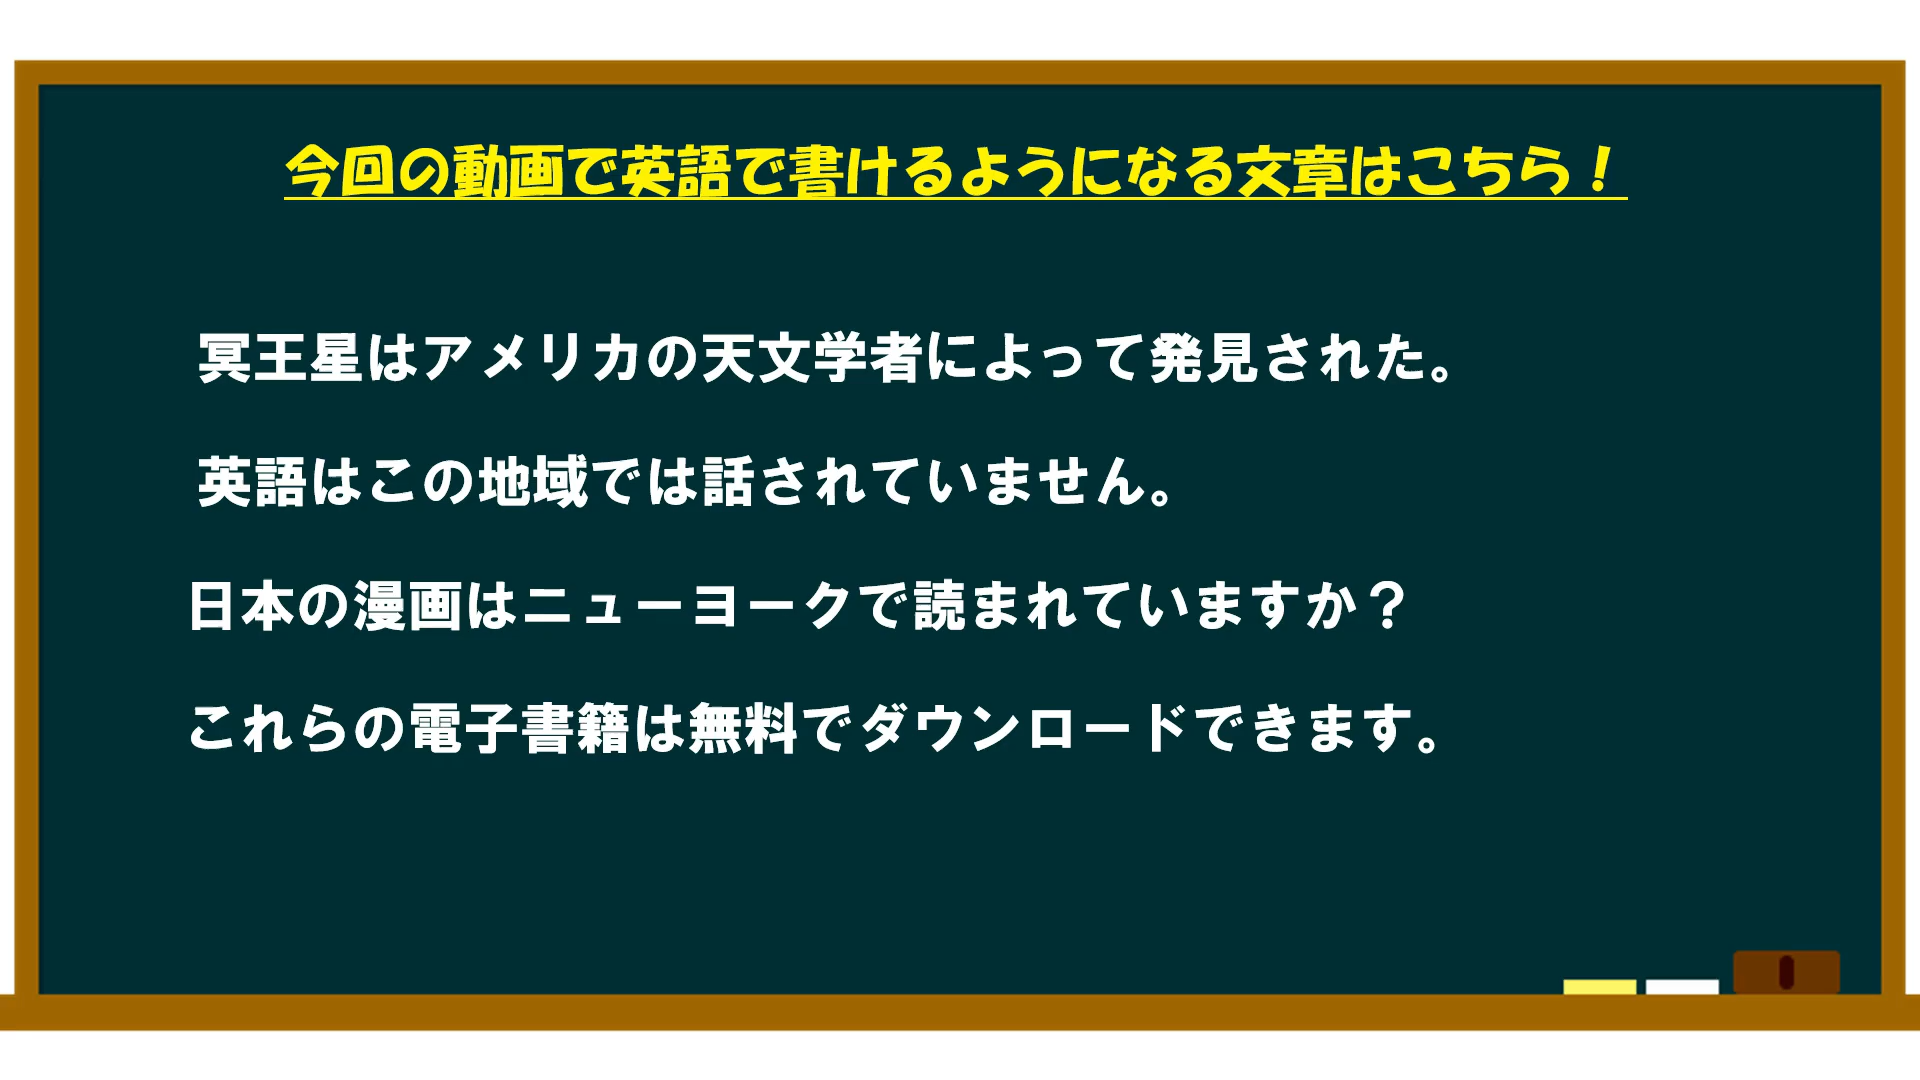 今回の動画で英語で書けるようになる文章はこちら！
冥王星はアメリカの天文学者によって発見された。
英語はこの地域では話されていません。
日本の漫画はニューヨークで読まれていますか？
これらの電子書籍は無料でダウンロードできます。